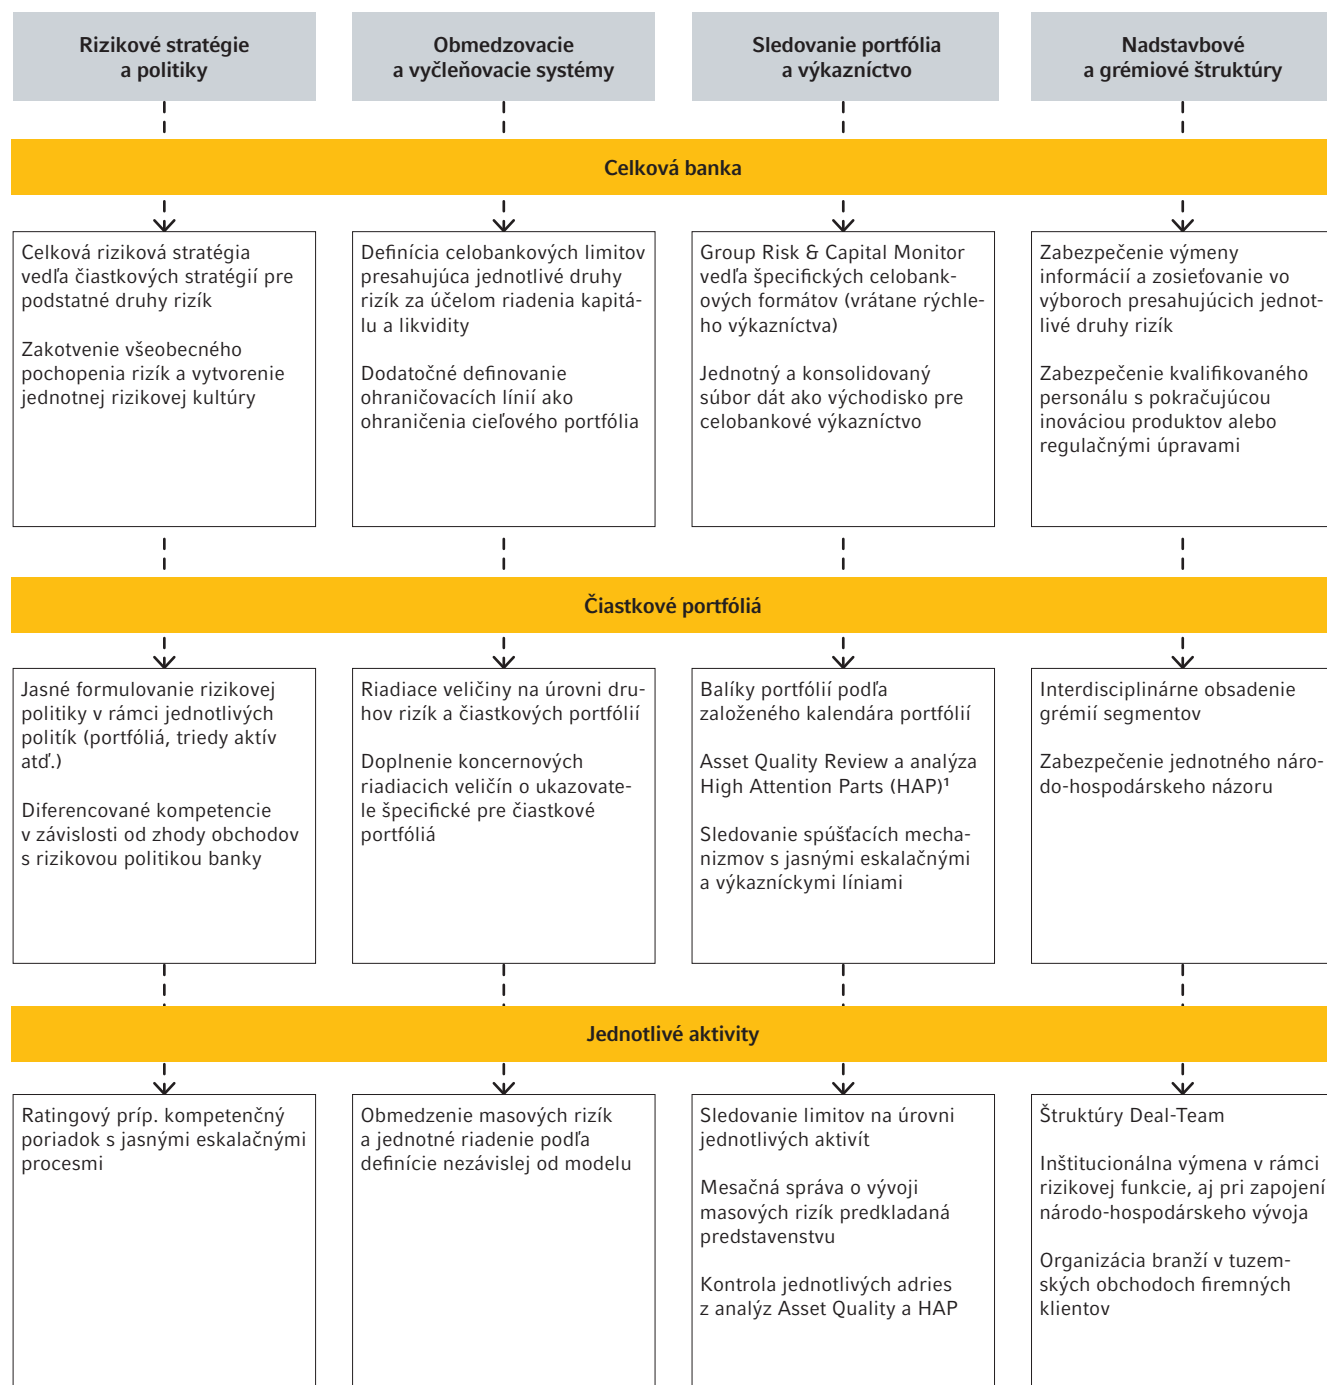 Rizikové stratégie
a politiky
Obmedzovacie
a vyčleňovacie systémy
Sledovanie portfólia
a výkazníctvo
Nadstavbové
a grémiové štruktúry
Celková banka
Celková riziková stratégia
vedľa čiastkových stratégií pre
podstatné druhy rizík
Zakotvenie všeobecného
pochopenia rizík a vytvorenie
jednotnej rizikovej kultúry
Definícia celobankových limitov
presahujúca jednotlivé druhy
rizík za účelom riadenia kapitá-
lu a likvidity
Dodatočné definovanie
ohraničovacích línií ako
ohraničenia cieľového portfólia
Group Risk & Capital Monitor
vedľa špecifických celobank-
ových formátov (vrátane rýchle-
ho výkazníctva)
Jednotný a konsolidovaný
súbor dát ako východisko pre
celobankové výkazníctvo
Zabezpečenie výmeny
informácií a zosieťovanie vo
výboroch presahujúcich jednot-
livé druhy rizík
Zabezpečenie kvalifikovaného
personálu s pokračujúcou
inováciou produktov alebo
regulačnými úpravami
Čiastkové portfóliá
Jasné formulovanie rizikovej
politiky v rámci jednotlivých
politík (portfóliá, triedy aktív
atď.)
Diferencované kompetencie
v závislosti od zhody obchodov
s rizikovou politikou banky
Riadiace veličiny na úrovni dru-
hov rizík a čiastkových portfólií
Doplnenie koncernových
riadiacich veličín o ukazovate-
le špecifické pre čiastkové
portfóliá
Balíky portfólií podľa
založeného kalendára portfólií
Asset Quality Review a analýza
High Attention Parts (HAP)¹
Sledovanie spúšťacích mecha-
nizmov s jasnými eskalačnými
a výkazníckymi líniami
Interdisciplinárne obsadenie
grémií segmentov
Zabezpečenie jednotného náro-
do-hospodárskeho názoru
Jednotlivé aktivity
Ratingový príp. kompetenčný
poriadok s jasnými eskalačnými
procesmi
Obmedzenie masových rizík
a jednotné riadenie podľa
definície nezávislej od modelu
Sledovanie limitov na úrovni
jednotlivých aktivít
Mesačná správa o vývoji
masových rizík predkladaná
predstavenstvu
Kontrola jednotlivých adries
z analýz Asset Quality a HAP
Štruktúry Deal-Team
Inštitucionálna výmena v rámci
rizikovej funkcie, aj pri zapojení
národo-hospodárskeho vývoja
Organizácia branží v tuzem-
ských obchodoch firemných
klientov